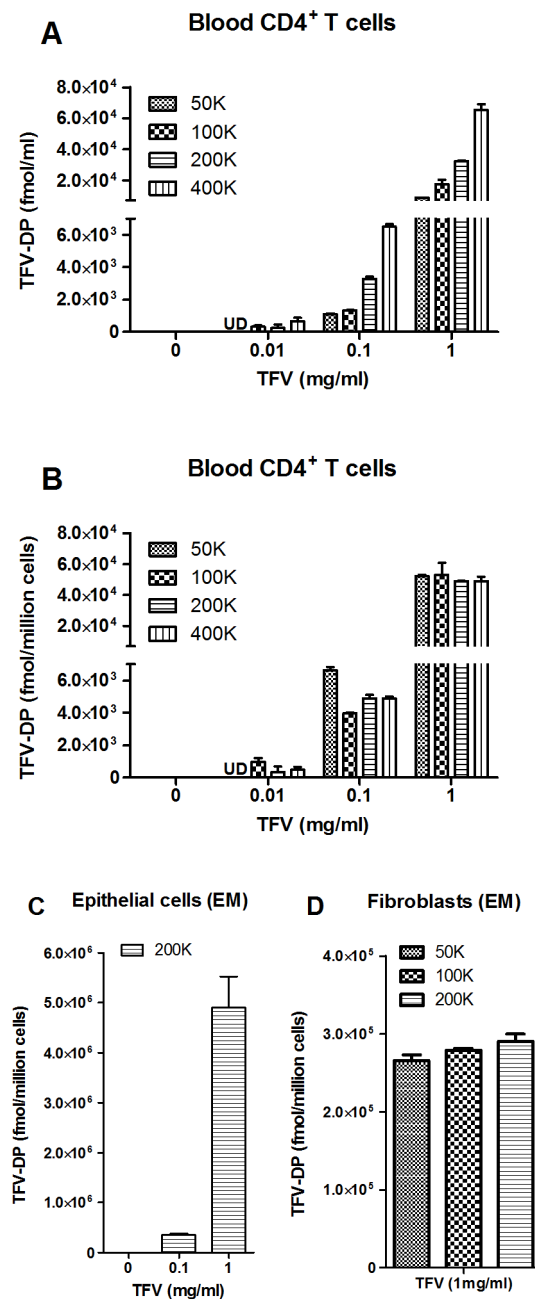 A
Blood CD4⁺ T cells
TFV-DP (fmol/ml)
8.0×10⁴
6.0×10⁴
4.0×10⁴
2.0×10⁴
6.0×10³
4.0×10³
2.0×10³
0
50K
100K
200K
400K
UD
0 0.01 0.1 1
TFV (mg/ml)
B
Blood CD4⁺ T cells
TFV-DP (fmol/million cells)
8.0×10⁴
6.0×10⁴
4.0×10⁴
6.0×10³
4.0×10³
2.0×10³
0
50K
100K
200K
400K
UD
0 0.01 0.1 1
TFV (mg/ml)
C
Epithelial cells (EM)
TFV-DP (fmol/million cells)
6.0×10⁶
5.0×10⁶
4.0×10⁶
3.0×10⁶
2.0×10⁶
1.0×10⁶
0
200K
0 0.1 1
TFV (mg/ml)
D
Fibroblasts (EM)
TFV-DP (fmol/million cells)
4.0×10⁵
3.0×10⁵
2.0×10⁵
1.0×10⁵
0
50K
100K
200K
TFV (1mg/ml)